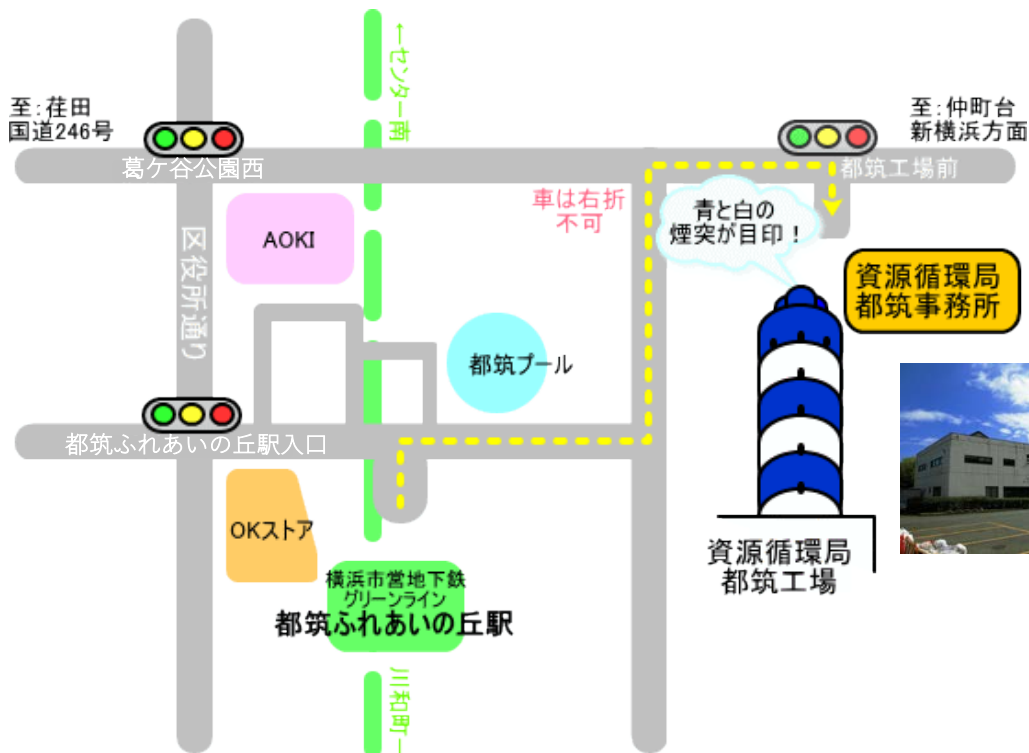 ←センター南
至:荏田
国道246号
至:仲町台
新横浜方面
葛ケ谷公園西
都筑工場前
車は右折
不可
青と白の
煙突が目印！
AOKI
区役所通り
資源循環局
都筑事務所
都筑プール
都筑ふれあいの丘駅入口
OKストア
資源循環局
都筑工場
横浜市営地下鉄
グリーンライン
都筑ふれあいの丘駅
川和町